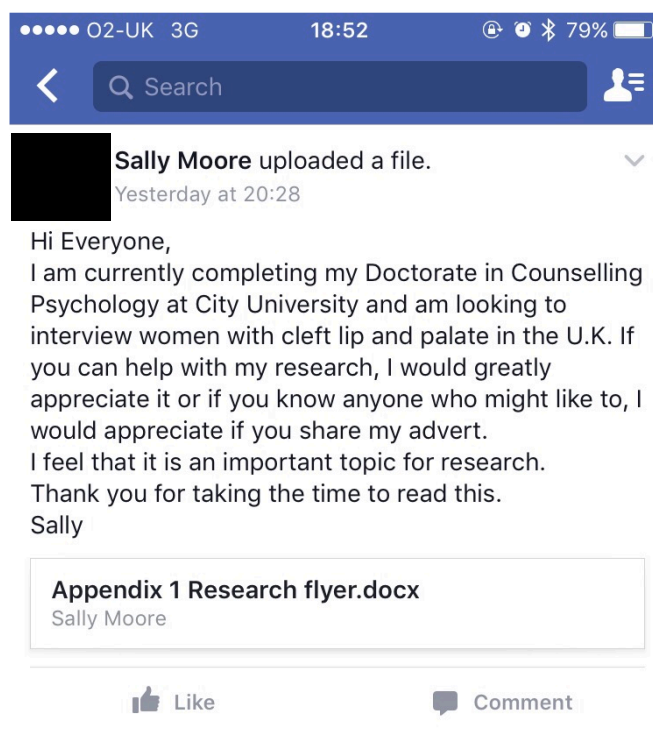 O2-UK 3G 18:52 79%
Search
Sally Moore uploaded a file.
Yesterday at 20:28
Hi Everyone,
I am currently completing my Doctorate in Counselling
Psychology at City University and am looking to
interview women with cleft lip and palate in the U.K. If
you can help with my research, I would greatly
appreciate it or if you know anyone who might like to, I
would appreciate if you share my advert.
I feel that it is an important topic for research.
Thank you for taking the time to read this.
Sally
Appendix 1 Research flyer.docx
Sally Moore
Like Comment